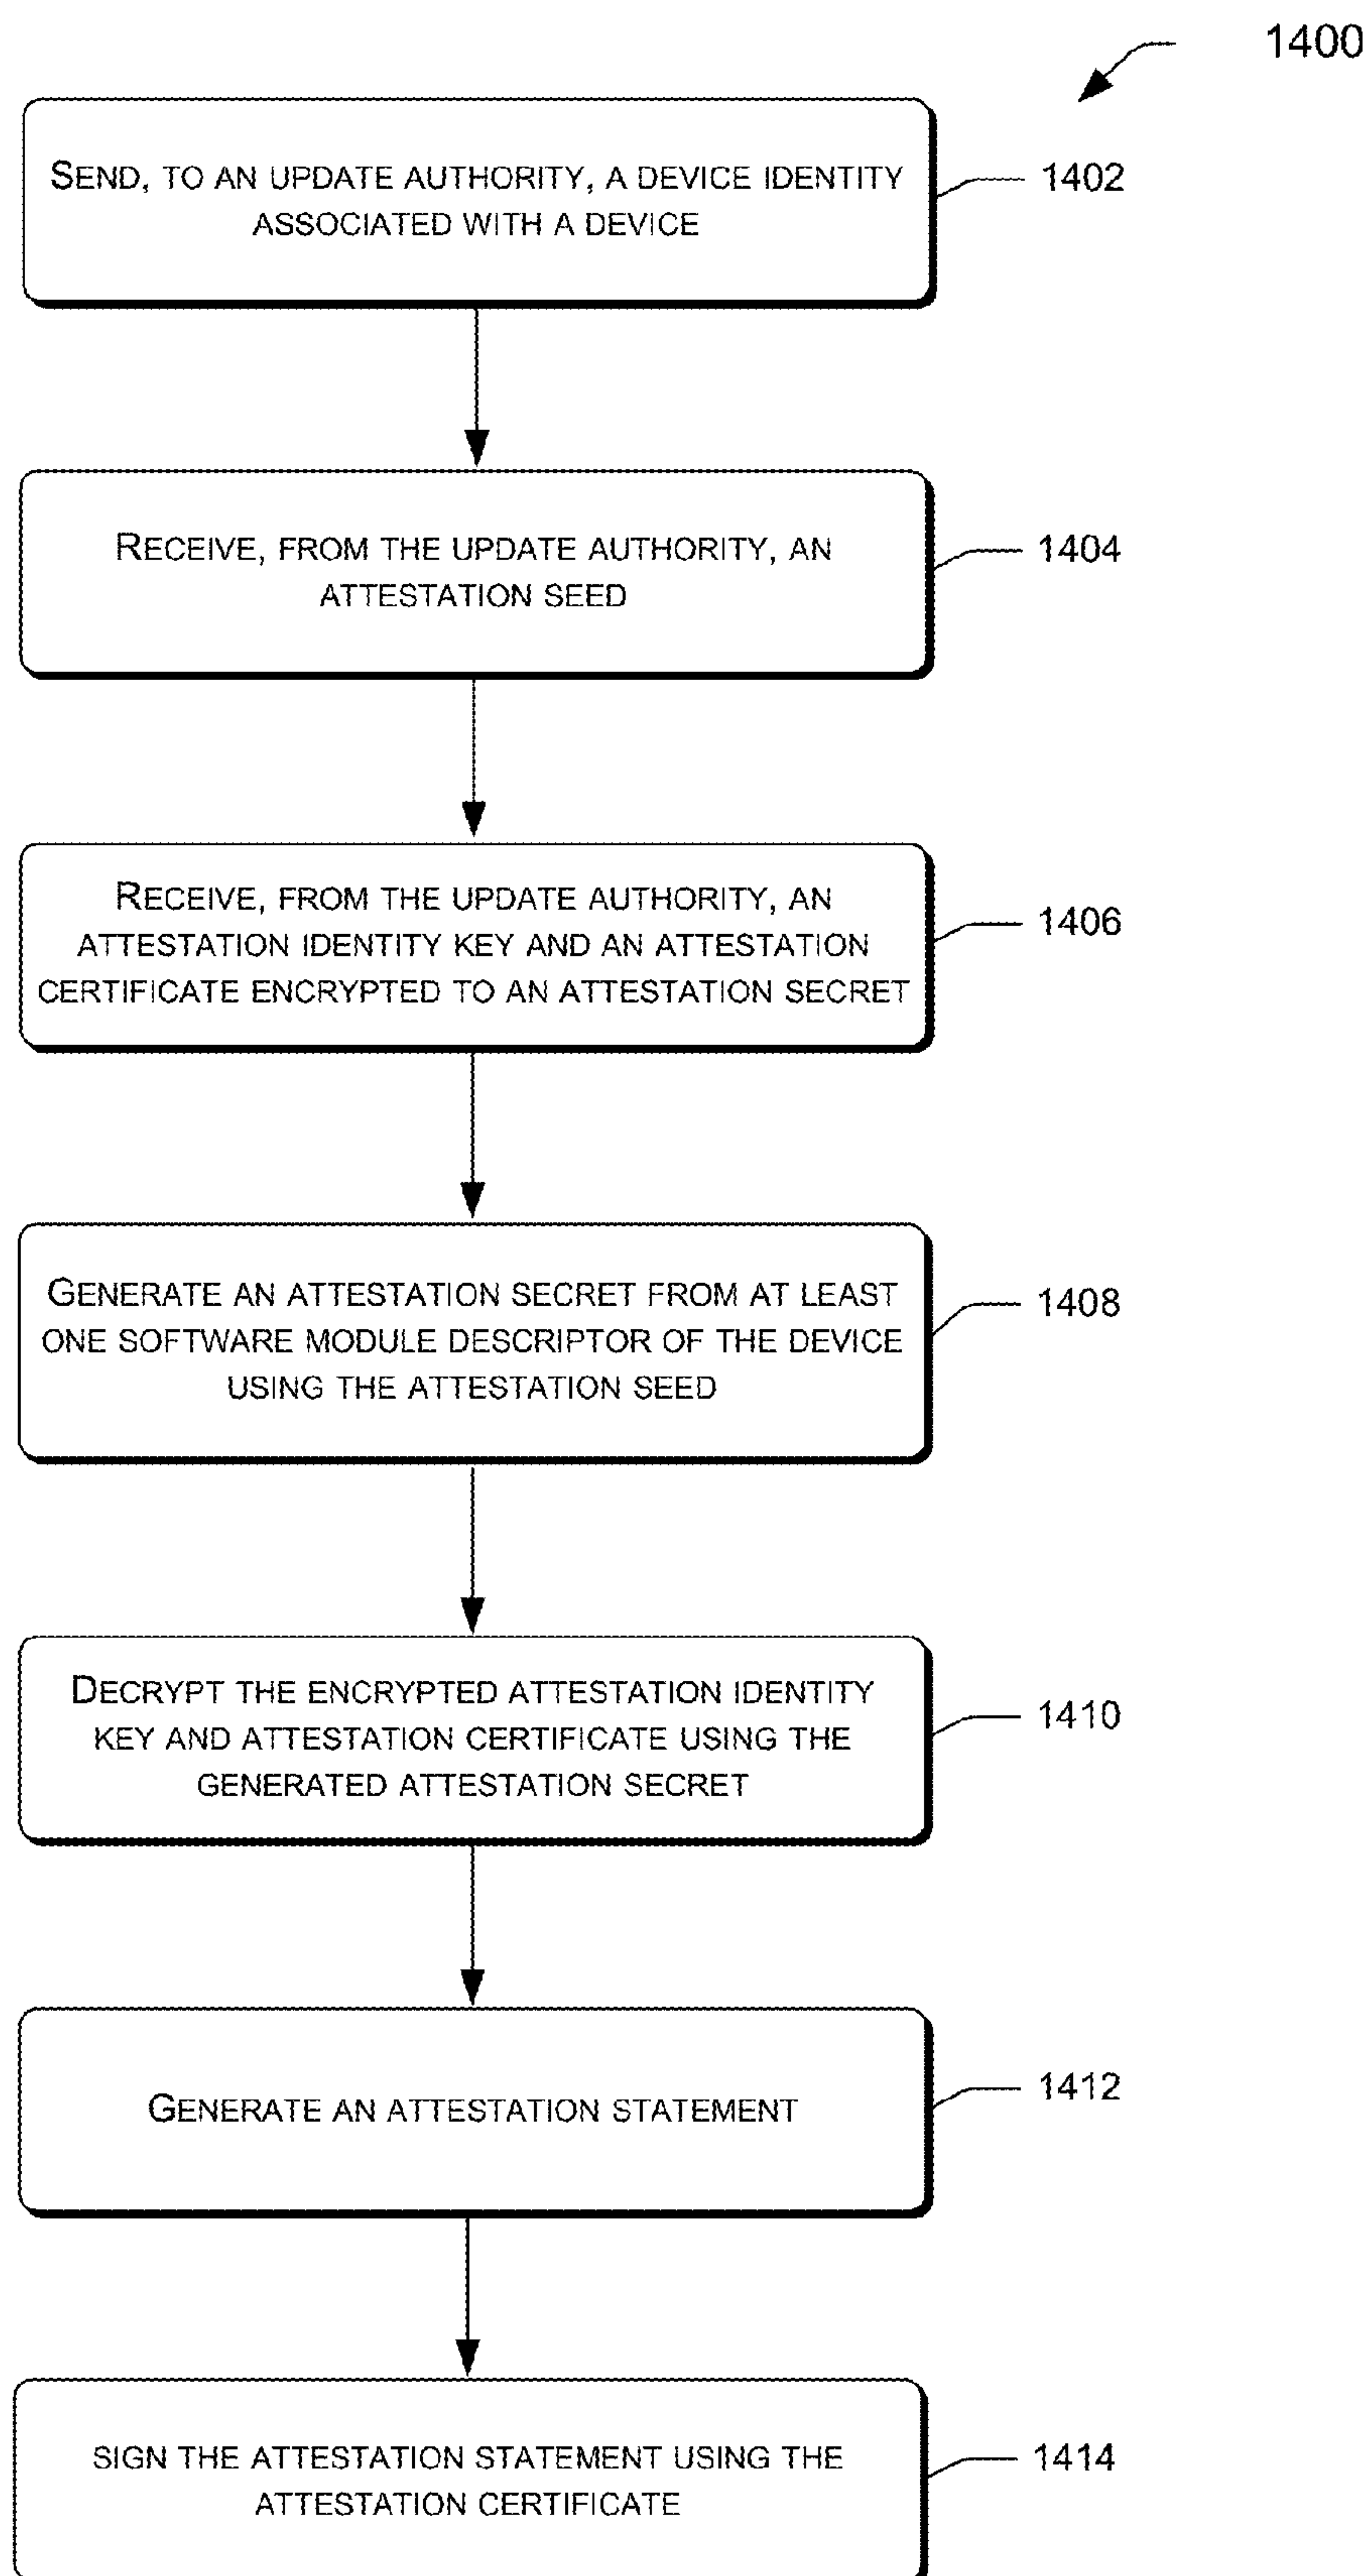 1400
SEND, TO AN UPDATE AUTHORITY, A DEVICE IDENTITY
ASSOCIATED WITH A DEVICE
1402
RECEIVE, FROM THE UPDATE AUTHORITY, AN
ATTESTATION SEED
1404
RECEIVE, FROM THE UPDATE AUTHORITY, AN
ATTESTATION IDENTITY KEY AND AN ATTESTATION
CERTIFICATE ENCRYPTED TO AN ATTESTATION SECRET
1406
GENERATE AN ATTESTATION SECRET FROM AT LEAST
ONE SOFTWARE MODULE DESCRIPTOR OF THE DEVICE
USING THE ATTESTATION SEED
1408
DECRYPT THE ENCRYPTED ATTESTATION IDENTITY
KEY AND ATTESTATION CERTIFICATE USING THE
GENERATED ATTESTATION SECRET
1410
GENERATE AN ATTESTATION STATEMENT
1412
SIGN THE ATTESTATION STATEMENT USING THE
ATTESTATION CERTIFICATE
1414